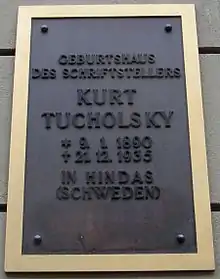 GEBURTSHAUS
DES SCHRIFTSTELLERS
KURT
TUCHOLSKY
* 9. 1. 1890
† 21. 12. 1935
IN HINDAS
(SCHWEDEN)